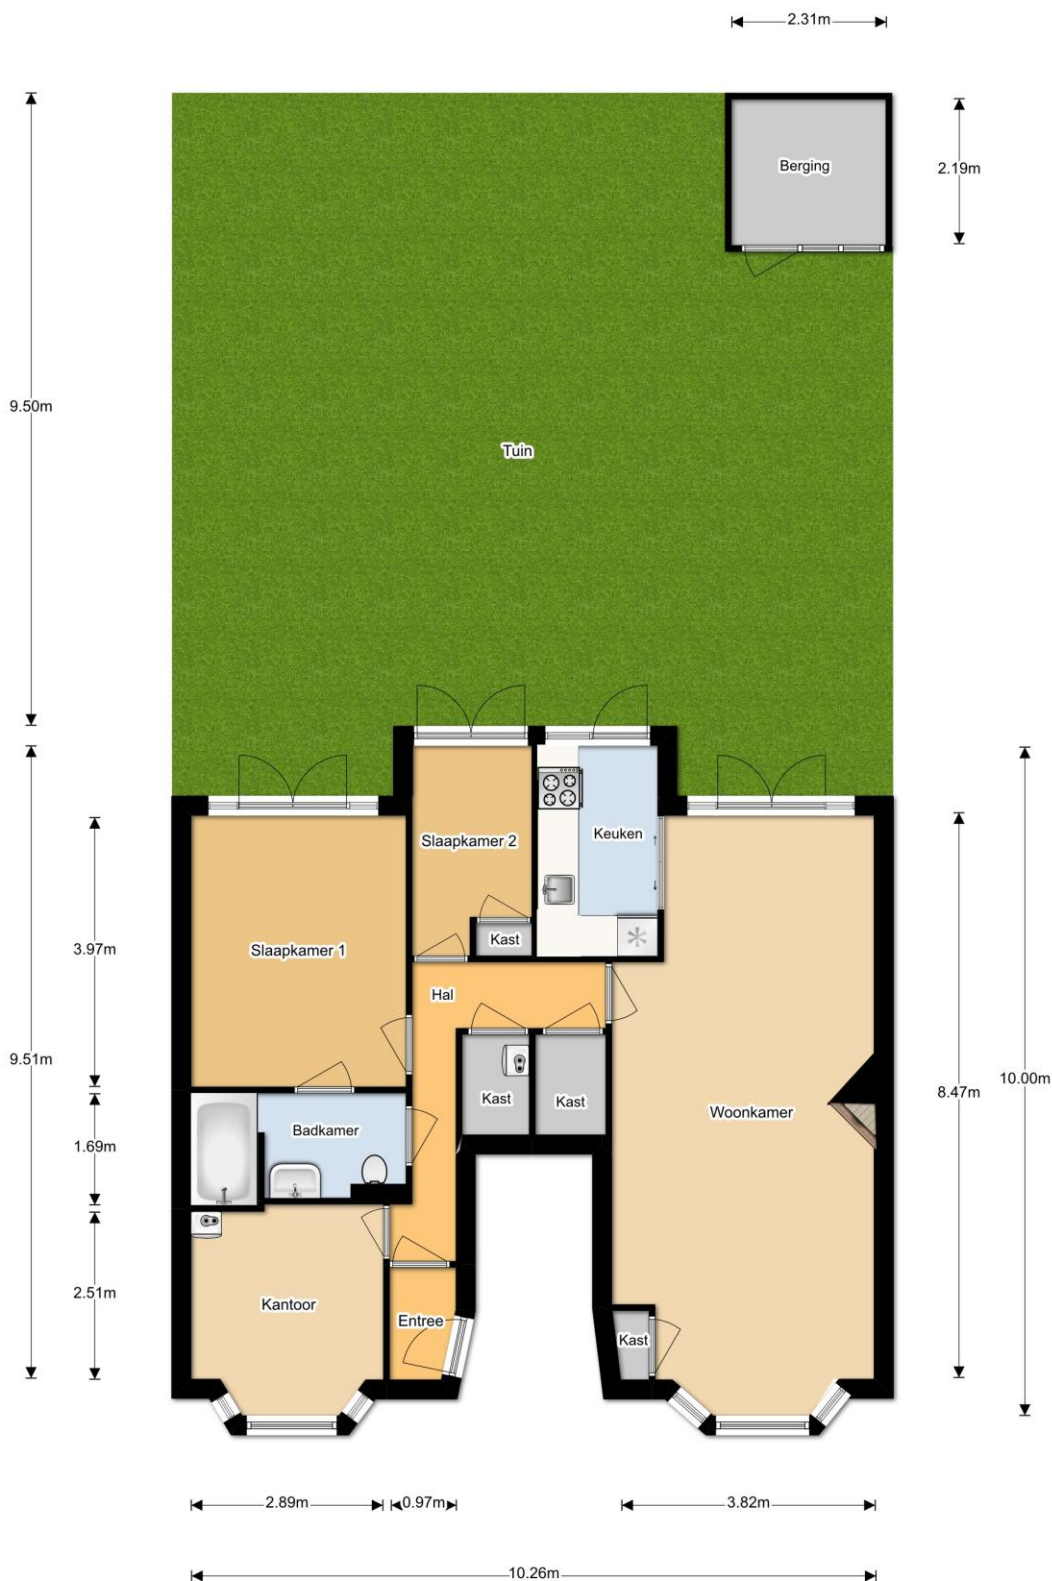 2.31m
Berging
2.19m
9.50m
Tuin
Slaapkamer 2
Keuken
Kast
Slaapkamer 1
3.97m
Hal
9.51m
10.00m
8.47m
Kast
Kast
Woonkamer
Badkamer
1.69m
2.51m
Kantoor
Entree
Kast
2.89m
0.97m
3.82m
10.26m